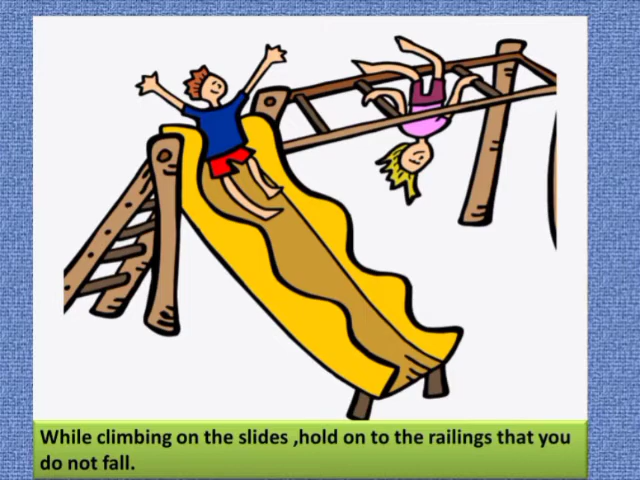 While climbing on the slides ,hold on to the railings that you
do not fall.